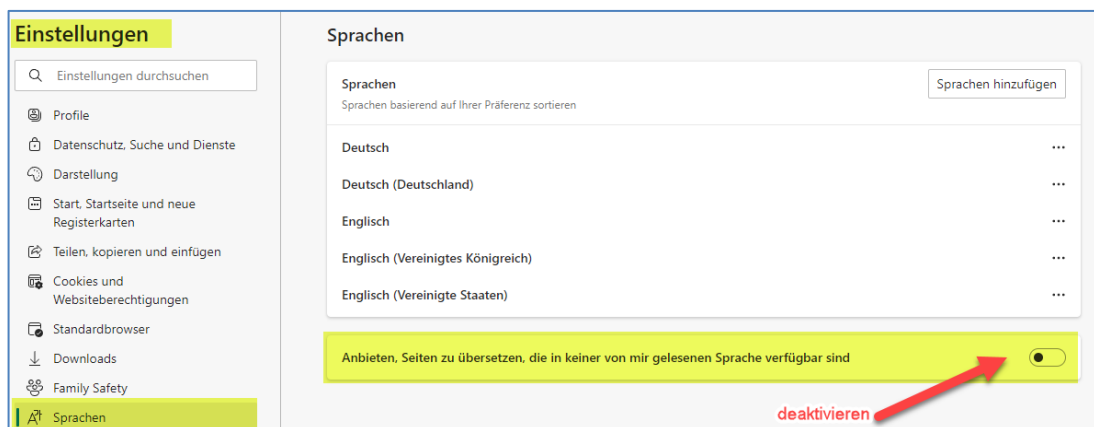 Einstellungen
Einstellungen durchsuchen
Profile
Datenschutz, Suche und Dienste
Darstellung
Start, Startseite und neue
Registerkarten
Teilen, kopieren und einfügen
Cookies und
Websiteberechtigungen
Standardbrowser
Downloads
Family Safety
Sprachen
Sprachen
Sprachen
Sprachen hinzufügen
Sprachen basierend auf Ihrer Präferenz sortieren
Deutsch
Deutsch (Deutschland)
Englisch
Englisch (Vereinigtes Königreich)
Englisch (Vereinigte Staaten)
Anbieten, Seiten zu übersetzen, die in keiner von mir gelesenen Sprache verfügbar sind
deaktivieren